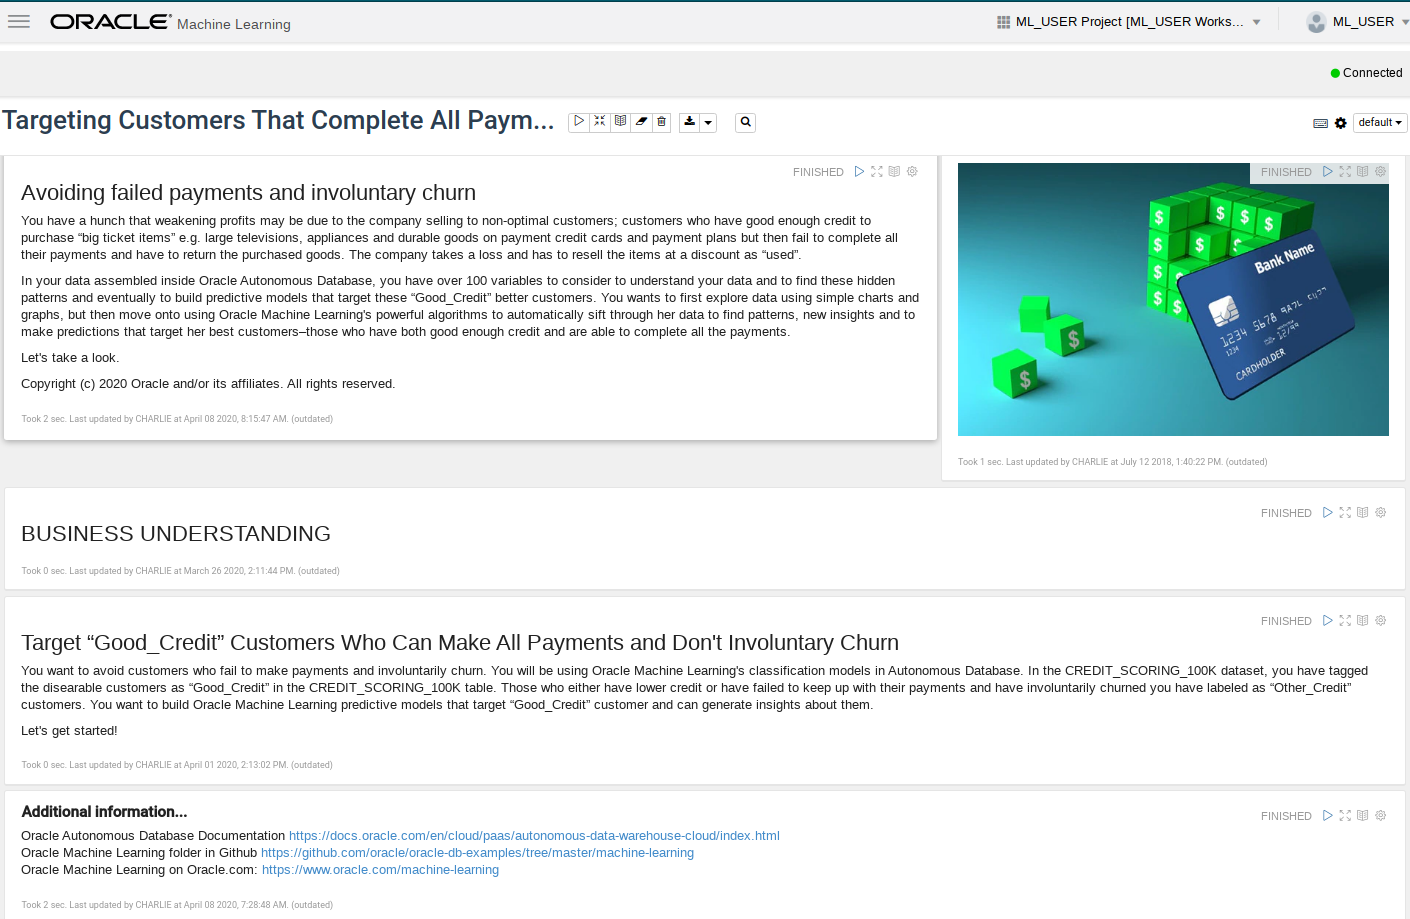 ORACLE® Machine Learning
ML_USER Project [ML_USER Works...
ML_USER
Connected
Targeting Customers That Complete All Paym...
default
FINISHED
Avoiding failed payments and involuntary churn
You have a hunch that weakening profits may be due to the company selling to non-optimal customers; customers who have good enough credit to
purchase “big ticket items” e.g. large televisions, appliances and durable goods on payment credit cards and payment plans but then fail to complete all
their payments and have to return the purchased goods. The company takes a loss and has to resell the items at a discount as “used”.
In your data assembled inside Oracle Autonomous Database, you have over 100 variables to consider to understand your data and to find these hidden
patterns and eventually to build predictive models that target these “Good_Credit” better customers. You wants to first explore data using simple charts and
graphs, but then move onto using Oracle Machine Learning's powerful algorithms to automatically sift through her data to find patterns, new insights and to
make predictions that target her best customers–those who have both good enough credit and are able to complete all the payments.
Let's take a look.
Copyright (c) 2020 Oracle and/or its affiliates. All rights reserved.
Took 2 sec. Last updated by CHARLIE at April 08 2020, 8:15:47 AM. (outdated)
FINISHED
$ $ $ $
$ $
$ $
$
$
$
Bank Name
1234 5678
1234
12/99
CARDHOLDER
Took 1 sec. Last updated by CHARLIE at July 12 2018, 1:40:22 PM. (outdated)
FINISHED
BUSINESS UNDERSTANDING
Took 0 sec. Last updated by CHARLIE at March 26 2020, 2:11:44 PM. (outdated)
FINISHED
Target “Good_Credit” Customers Who Can Make All Payments and Don't Involuntary Churn
You want to avoid customers who fail to make payments and involuntarily churn. You will be using Oracle Machine Learning's classification models in Autonomous Database. In the CREDIT_SCORING_100K dataset, you have tagged
the disearable customers as “Good_Credit” in the CREDIT_SCORING_100K table. Those who either have lower credit or have failed to keep up with their payments and have involuntarily churned you have labeled as “Other_Credit”
customers. You want to build Oracle Machine Learning predictive models that target “Good_Credit” customer and can generate insights about them.
Let's get started!
Took 0 sec. Last updated by CHARLIE at April 01 2020, 2:13:02 PM. (outdated)
FINISHED
Additional information...
Oracle Autonomous Database Documentation https://docs.oracle.com/en/cloud/paas/autonomous-data-warehouse-cloud/index.html
Oracle Machine Learning folder in Github https://github.com/oracle/oracle-db-examples/tree/master/machine-learning
Oracle Machine Learning on Oracle.com: https://www.oracle.com/machine-learning
Took 2 sec. Last updated by CHARLIE at April 08 2020, 7:28:48 AM. (outdated)